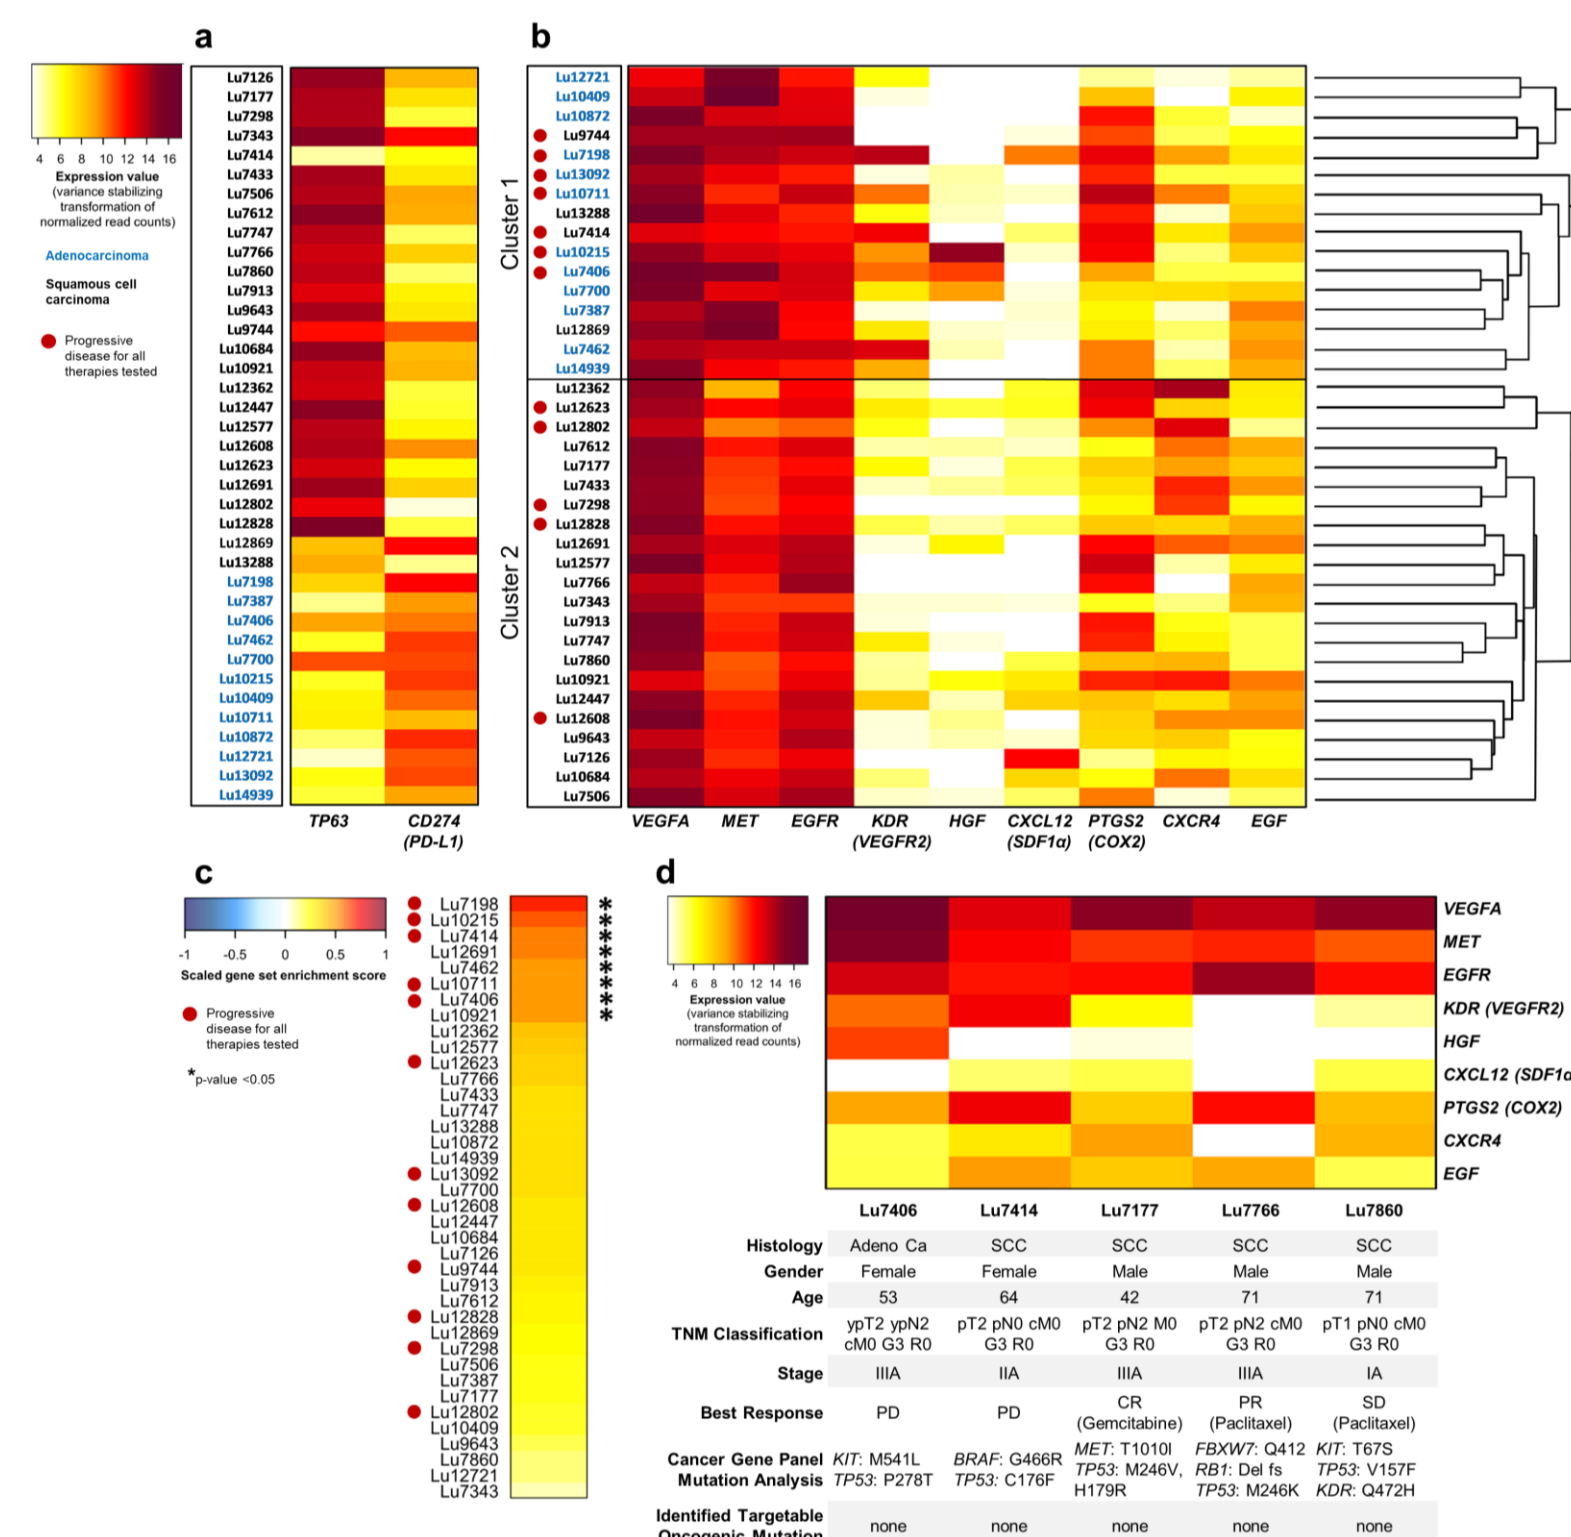 a
4 6 8 10 12 14 16
Expression value
(variance stabilizing
transformation of
normalized read counts)
Adenocarcinoma
Squamous cell
carcinoma
Progressive
disease for all
therapies tested
Lu7126
Lu7177
Lu7298
Lu7343
Lu7414
Lu7433
Lu7506
Lu7612
Lu7747
Lu7766
Lu7860
Lu7913
Lu9643
Lu9744
Lu10684
Lu10921
Lu12362
Lu12447
Lu12577
Lu12608
Lu12623
Lu12691
Lu12802
Lu12828
Lu12869
Lu13288
Lu7198
Lu7387
Lu7406
Lu7462
Lu7700
Lu10215
Lu10409
Lu10711
Lu10872
Lu12721
Lu13092
Lu14939
TP63 CD274
(PD-L1)
b
Cluster 1
Lu12721
Lu10409
Lu10872
Lu9744
Lu7198
Lu13092
Lu10711
Lu13288
Lu7414
Lu10215
Lu7406
Lu7700
Lu7387
Lu12869
Lu7462
Lu14939
Cluster 2
Lu12362
Lu12623
Lu12802
Lu7612
Lu7177
Lu7433
Lu7298
Lu12828
Lu12691
Lu12577
Lu7766
Lu7343
Lu7913
Lu7747
Lu7860
Lu10921
Lu12447
Lu12608
Lu9643
Lu7126
Lu10684
Lu7506
VEGFA MET EGFR KDR HGF CXCL12 PTGS2 CXCR4 EGF
(VEGFR2) (SDF1α) (COX2)
c
-1 -0.5 0 0.5 1
Scaled gene set enrichment score
Progressive
disease for all
therapies tested
*p-value <0.05
Lu7198 *
Lu10215 *
Lu7414 *
Lu12691 *
Lu7462 *
Lu10711 *
Lu7406 *
Lu10921 *
Lu12362
Lu12577
Lu12623
Lu7766
Lu7433
Lu7747
Lu13288
Lu10872
Lu14939
Lu13092
Lu7700
Lu12608
Lu12447
Lu10684
Lu7126
Lu9744
Lu7913
Lu7612
Lu12828
Lu12869
Lu7298
Lu7506
Lu7387
Lu7177
Lu12802
Lu10409
Lu9643
Lu7860
Lu12721
Lu7343
d
4 6 8 10 12 14 16
Expression value
(variance stabilizing
transformation of
normalized read counts)
VEGFA
MET
EGFR
KDR (VEGFR2)
HGF
CXCL12 (SDF1α
PTGS2 (COX2)
CXCR4
EGF
Lu7406 Lu7414 Lu7177 Lu7766 Lu7860
Histology Adeno Ca SCC SCC SCC SCC
Gender Female Female Male Male Male
Age 53 64 42 71 71
TNM Classification ypT2 ypN2 pT2 pN0 cM0 pT2 pN2 M0 pT2 pN2 cM0 pT1 pN0 cM0
cM0 G3 R0 G3 R0 G3 R0 G3 R0 G3 R0
Stage IIIA IIA IIIA IIIA IA
Best Response PD PD CR PR SD
(Gemcitabine) (Paclitaxel) (Paclitaxel)
Cancer Gene Panel KIT: M541L BRAF: G466R MET: T1010I FBXW7: Q412 KIT: T67S
Mutation Analysis TP53: P278T TP53: C176F TP53: M246V, RB1: Del fs TP53: V157F
H179R TP53: M246K KDR: Q472H
Identified Targetable none none none none none
Oncogenic Mutation